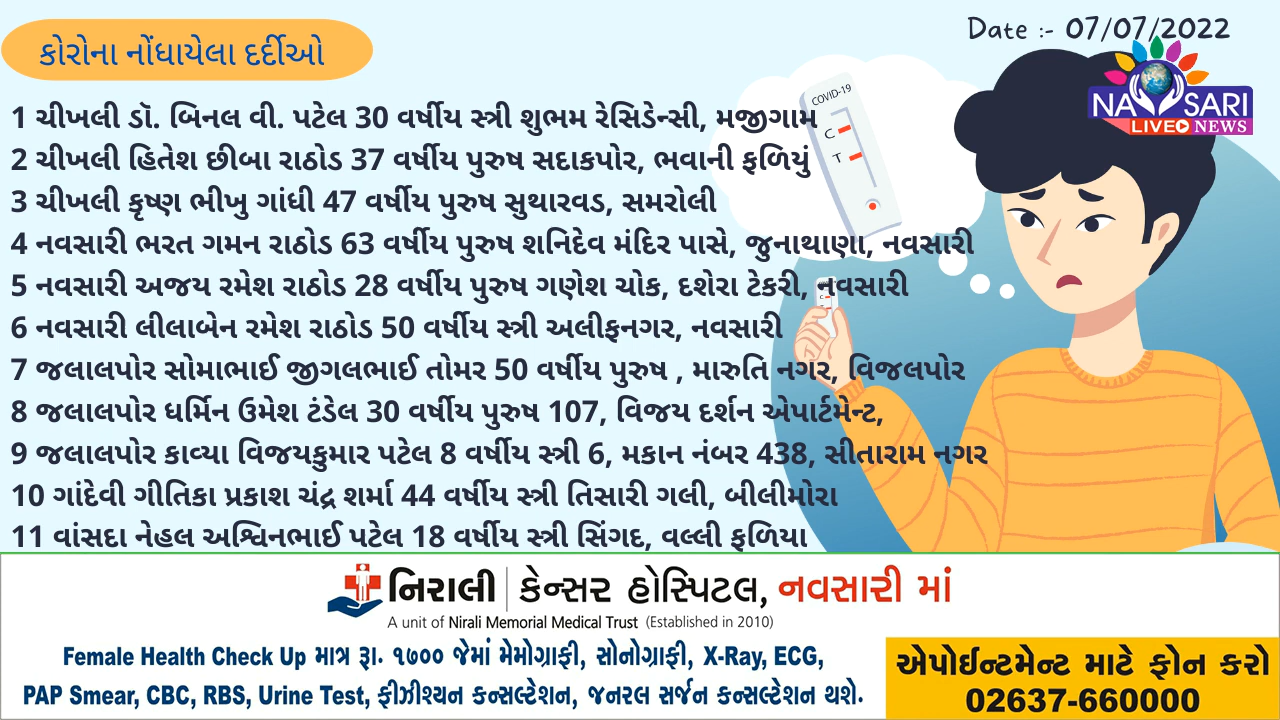 કોરોના નોંધાયેલા દર્દીઓ
Date :- 07/07/2022
NAVSARI
LIVE NEWS
COVID-19
C
T
1 ચીખલી ડૉ. બિનલ વી. પટેલ 30 વર્ષીય સ્ત્રી શુભમ રેસિડેન્સી, મજીગામ
2 ચીખલી હિતેશ છીબા રાઠોડ 37 વર્ષીય પુરુષ સદાકપોર, ભવાની ફળિયું
3 ચીખલી કૃષ્ણ ભીખુ ગાંધી 47 વર્ષીય પુરુષ સુથારવડ, સમરોલી
4 નવસારી ભરત ગમન રાઠોડ 63 વર્ષીય પુરુષ શનિદેવ મંદિર પાસે, જુનાથાણા, નવસારી
5 નવસારી અજય રમેશ રાઠોડ 28 વર્ષીય પુરુષ ગણેશ ચોક, દશેરા ટેકરી, નવસારી
6 નવસારી લીલાબેન રમેશ રાઠોડ 50 વર્ષીય સ્ત્રી અલીફનગર, નવસારી
7 જલાલપોર સોમાભાઈ જીગલભાઈ તોમર 50 વર્ષીય પુરુષ , મારુતિ નગર, વિજલપોર
8 જલાલપોર ધર્મિન ઉમેશ ટંડેલ 30 વર્ષીય પુરુષ 107, વિજય દર્શન એપાર્ટમેન્ટ,
9 જલાલપોર કાવ્યા વિજયકુમાર પટેલ 8 વર્ષીય સ્ત્રી 6, મકાન નંબર 438, સીતારામ નગર
10 ગાંદેવી ગીતિકા પ્રકાશ ચંદ્ર શર્મા 44 વર્ષીય સ્ત્રી તિસારી ગલી, બીલીમોરા
11 વાંસદા નેહલ અશ્વિનભાઈ પટેલ 18 વર્ષીય સ્ત્રી સિંગદ, વલ્લી ફળિયા
નિરાલી કેન્સર હોસ્પિટલ, નવસારી માં
A unit of Nirali Memorial Medical Trust (Established in 2010)
Female Health Check Up માત્ર રૂા. ૧૭૦૦ જેમાં મેમોગ્રાફી, સોનોગ્રાફી, X-Ray, ECG,
PAP Smear, CBC, RBS, Urine Test, ફીઝીશ્યન કન્સલ્ટેશન, જનરલ સર્જન કન્સલ્ટેશન થશે.
એપોઈન્ટમેન્ટ માટે ફોન કરો
02637-660000